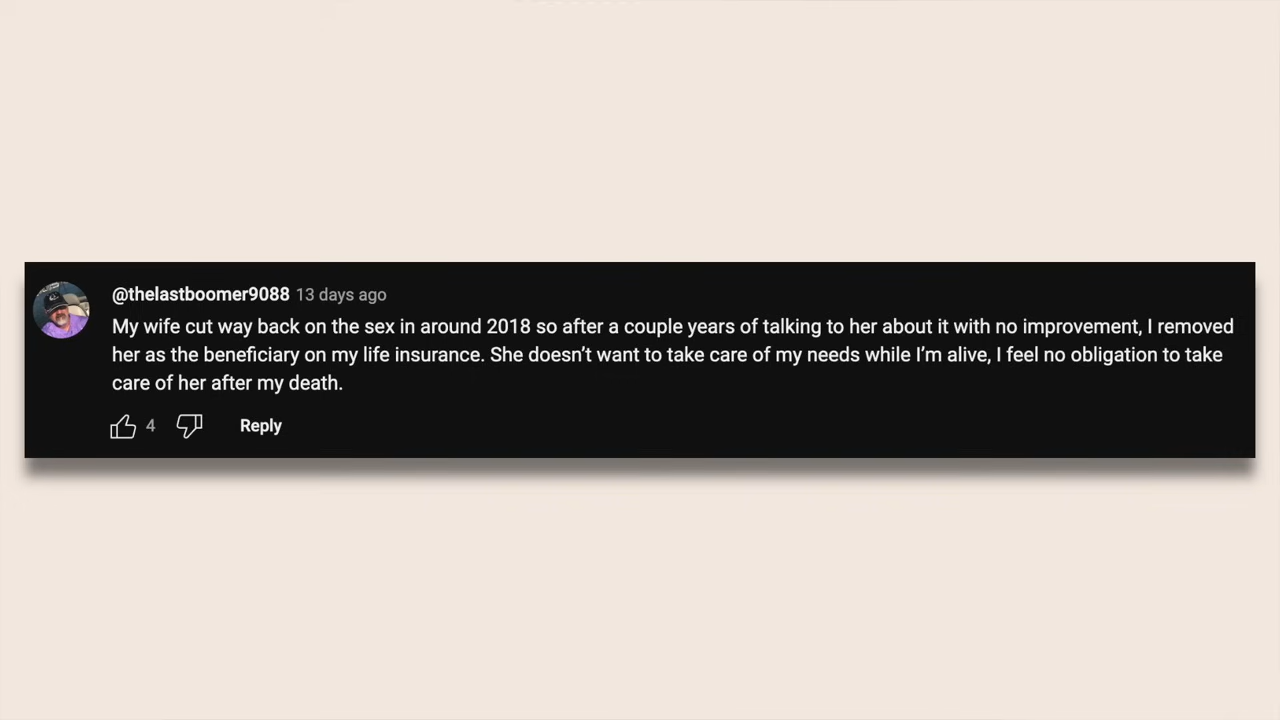 @thelastboomer9088 13 days ago
My wife cut way back on the sex in around 2018 so after a couple years of talking to her about it with no improvement, I removed
her as the beneficiary on my life insurance. She doesn’t want to take care of my needs while I’m alive, I feel no obligation to take
care of her after my death.
4 Reply